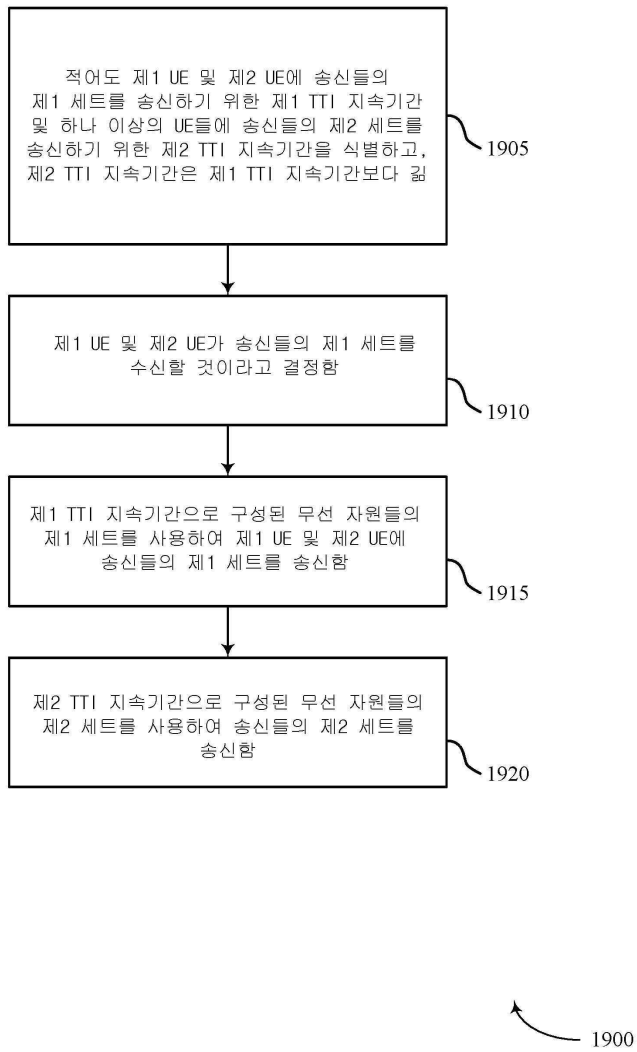 적어도 제1 UE 및 제2 UE에 송신들의
제1 세트를 송신하기 위한 제1 TTI 지속기간
및 하나 이상의 UE들에 송신들의 제2 세트를
송신하기 위한 제2 TTI 지속기간을 식별하고,
제2 TTI 지속기간은 제1 TTI 지속기간보다 긺
1905
제1 UE 및 제2 UE가 송신들의 제1 세트를
수신할 것이라고 결정함
1910
제1 TTI 지속기간으로 구성된 무선 자원들의
제1 세트를 사용하여 제1 UE 및 제2 UE에
송신들의 제1 세트를 송신함
1915
제2 TTI 지속기간으로 구성된 무선 자원들의
제2 세트를 사용하여 송신들의 제2 세트를
송신함
1920
1900